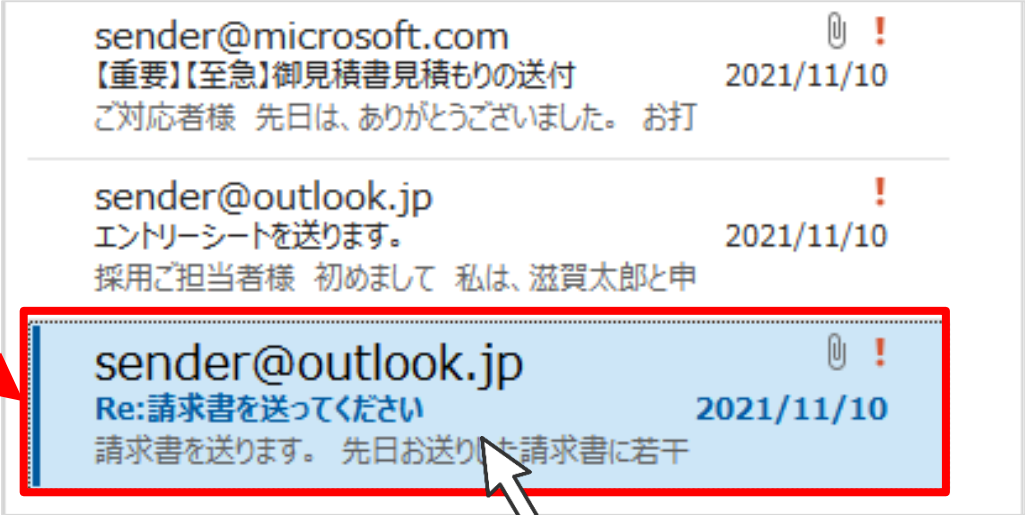 sender@microsoft.com
【重要】【至急】御見積書見積もりの送付 2021/11/10
ご対応者様 先日は、ありがとうございました。 お打
sender@outlook.jp
エントリーシートを送ります。 2021/11/10
採用ご担当者様 初めまして 私は、滋賀太郎と申
sender@outlook.jp
Re:請求書を送ってください 2021/11/10
請求書を送ります。 先日お送りした請求書に若干